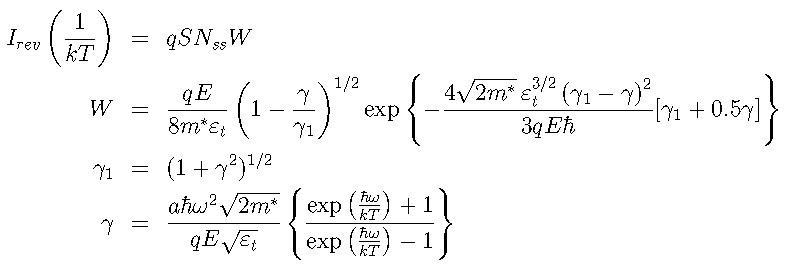 I_{rev} \left( \frac{1}{kT} \right) = qSN_{ss}W
W = \frac{qE}{8m^*\varepsilon_t} \left( 1 - \frac{\gamma}{\gamma_1} \right)^{1/2} \exp \left\{ -\frac{4\sqrt{2m^*}\,\varepsilon_t^{3/2} (\gamma_1 - \gamma)^2}{3qE\hbar} [\gamma_1 + 0.5\gamma] \right\}
\gamma_1 = (1 + \gamma^2)^{1/2}
\gamma = \frac{a\hbar\omega^2\sqrt{2m^*}}{qE\sqrt{\varepsilon_t}} \left\{ \frac{\exp\left(\frac{\hbar\omega}{kT}\right) + 1}{\exp\left(\frac{\hbar\omega}{kT}\right) - 1} \right\}